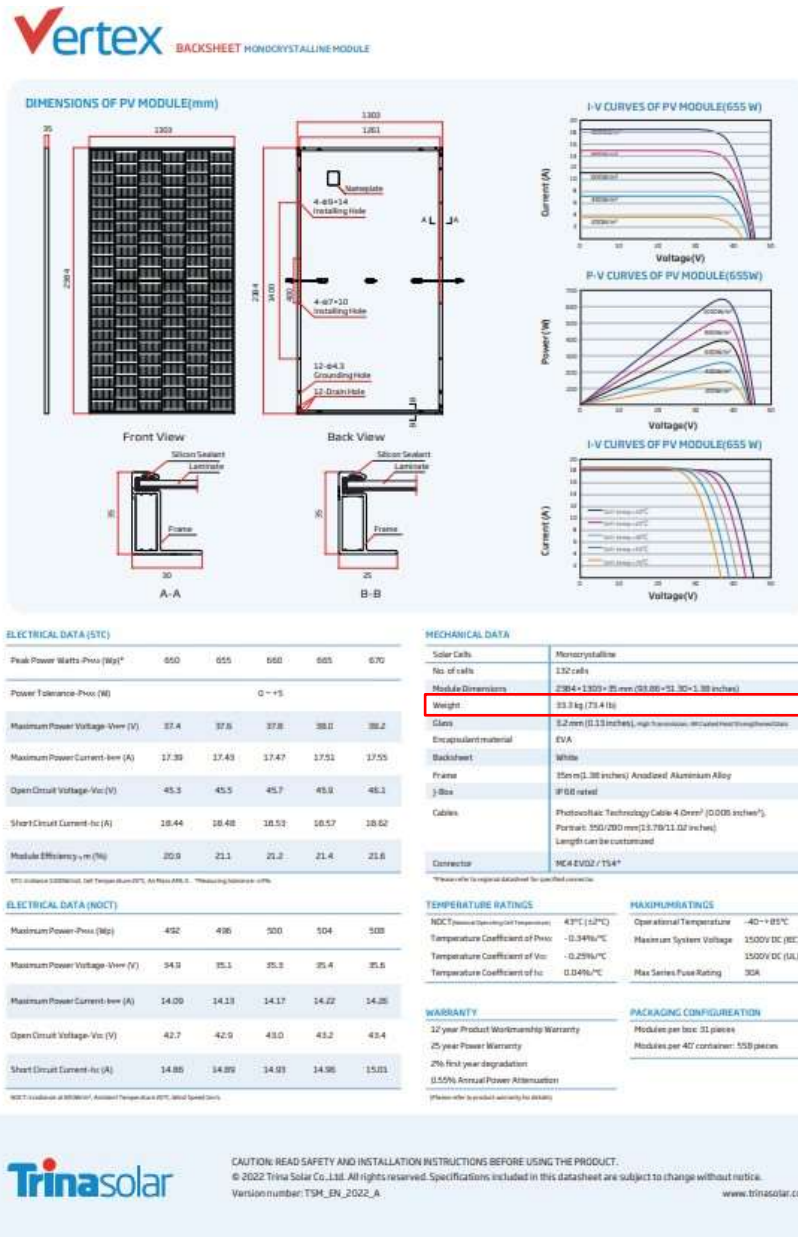 Vertex BACKSHEET MONOCRYSTALLINE MODULE
DIMENSIONS OF PV MODULE(mm)
35
1303
2384
Front View
1303
1261
Nameplate
4-Φ9×14
Installing Hole
A A
2384
1400
400
4-Φ7×10
Installing Hole
12-Φ4.3
Grounding Hole
12-Drain Hole
B
B
Back View
Silicon Sealant
Laminate
35
Frame
30
A-A
Silicon Sealant
Laminate
35
Frame
25
B-B
I-V CURVES OF PV MODULE(655 W)
Current (A)
Voltage(V)
P-V CURVES OF PV MODULE(655W)
Power (W)
Voltage(V)
I-V CURVES OF PV MODULE(655 W)
Current (A)
Voltage(V)
ELECTRICAL DATA (STC)
Peak Power Watts-PMAX (Wp)* 650 655 660 665 670
Power Tolerance-PMAX (W) 0 ~ +5
Maximum Power Voltage-VMPP (V) 37.4 37.6 37.8 38.0 38.2
Maximum Power Current-IMPP (A) 17.39 17.43 17.47 17.51 17.55
Open Circuit Voltage-VOC (V) 45.3 45.5 45.7 45.9 46.1
Short Circuit Current-ISC (A) 18.44 18.48 18.53 18.57 18.62
Module Efficiency η m (%) 20.9 21.1 21.2 21.4 21.6
ELECTRICAL DATA (NOCT)
Maximum Power-PMAX (Wp) 492 496 500 504 508
Maximum Power Voltage-VMPP (V) 34.9 35.1 35.3 35.4 35.6
Maximum Power Current-IMPP (A) 14.09 14.13 14.17 14.22 14.26
Open Circuit Voltage-VOC (V) 42.7 42.9 43.0 43.2 43.4
Short Circuit Current-ISC (A) 14.86 14.89 14.93 14.96 15.01
MECHANICAL DATA
Solar Cells Monocrystalline
No. of cells 132 cells
Module Dimensions 2384×1303×35 mm (93.86×51.30×1.38 inches)
Weight 33.3 kg (73.4 lb)
Glass 3.2 mm (0.13 inches), High Transmission, AR Coated Heat Strengthened Glass
Encapsulant material EVA
Backsheet White
Frame 35mm(1.38 inches) Anodized Aluminium Alloy
J-Box IP 68 rated
Cables Photovoltaic Technology Cable 4.0mm² (0.006 inches²),
Portrait: 350/280 mm(13.78/11.02 inches)
Length can be customized
Connector MC4 EVO2 / TS4*
*Please refer to regional datasheet for specified connector.
TEMPERATURE RATINGS
NOCT (Nominal Operating Cell Temperature) 43°C (±2°C)
Temperature Coefficient of PMAX - 0.34%/°C
Temperature Coefficient of VOC - 0.25%/°C
Temperature Coefficient of ISC 0.04%/°C
MAXIMUMRATINGS
Operational Temperature -40~+85°C
Maximum System Voltage 1500V DC (IEC
1500V DC (UL)
Max Series Fuse Rating 30A
WARRANTY
12 year Product Workmanship Warranty
25 year Power Warranty
2% first year degradation
0.55% Annual Power Attenuation
(Please refer to product warranty for details)
PACKAGING CONFIGUREATION
Modules per box: 31 pieces
Modules per 40' container: 558 pieces
Trinasolar
CAUTION: READ SAFETY AND INSTALLATION INSTRUCTIONS BEFORE USING THE PRODUCT.
© 2022 Trina Solar Co.,Ltd. All rights reserved. Specifications included in this datasheet are subject to change without notice.
Version number: TSM_EN_2022_A www.trinasolar.co